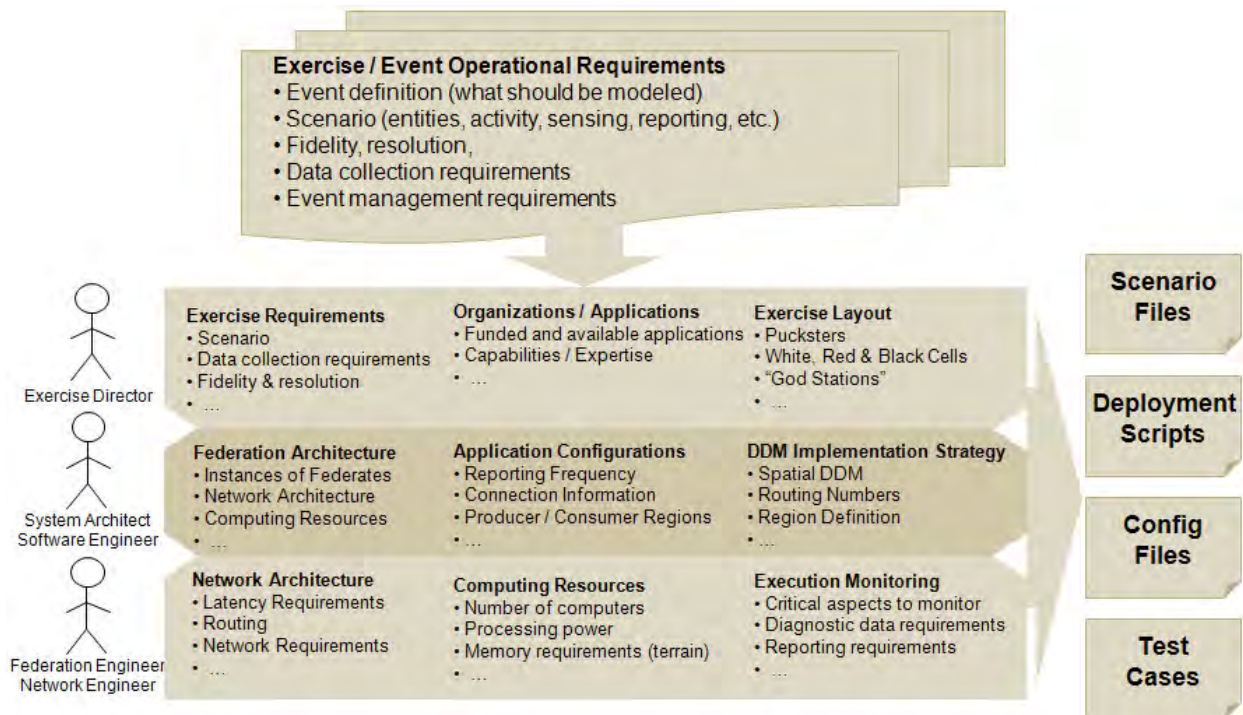 Exercise / Event Operational Requirements
• Event definition (what should be modeled)
• Scenario (entities, activity, sensing, reporting, etc.)
• Fidelity, resolution,
• Data collection requirements
• Event management requirements
Exercise Director
Exercise Requirements
• Scenario
• Data collection requirements
• Fidelity & resolution
• ...
Organizations / Applications
• Funded and available applications
• Capabilities / Expertise
• ...
Exercise Layout
• Pucksters
• White, Red & Black Cells
• “God Stations”
• ...
System Architect
Software Engineer
Federation Architecture
• Instances of Federates
• Network Architecture
• Computing Resources
• ...
Application Configurations
• Reporting Frequency
• Connection Information
• Producer / Consumer Regions
• ...
DDM Implementation Strategy
• Spatial DDM
• Routing Numbers
• Region Definition
• ...
Federation Engineer
Network Engineer
Network Architecture
• Latency Requirements
• Routing
• Network Requirements
• ...
Computing Resources
• Number of computers
• Processing power
• Memory requirements (terrain)
• ...
Execution Monitoring
• Critical aspects to monitor
• Diagnostic data requirements
• Reporting requirements
• ...
Scenario
Files
Deployment
Scripts
Config
Files
Test
Cases